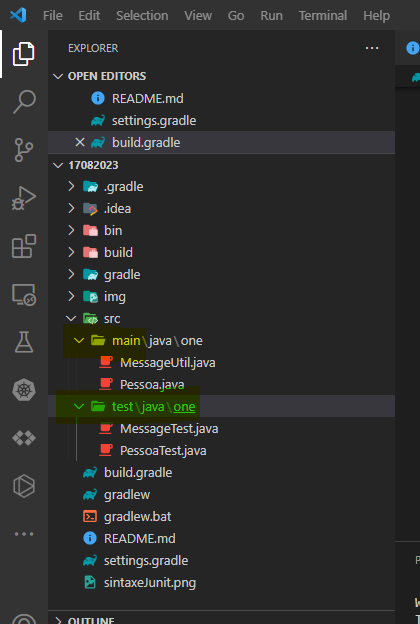 File Edit Selection View Go Run Terminal Help
EXPLORER ...
OPEN EDITORS
README.md
settings.gradle
build.gradle
17082023
.gradle
.idea
bin
build
gradle
img
src
main\java\one
MessageUtil.java
Pessoa.java
test\java\one
MessageTest.java
PessoaTest.java
build.gradle
gradlew
gradlew.bat
README.md
settings.gradle
sintaxeJunit.png
OUTLINE